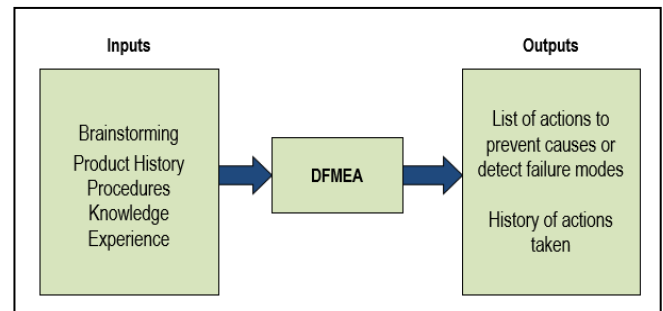 Inputs
Outputs
Brainstorming
Product History
Procedures
Knowledge
Experience
DFMEA
List of actions to
prevent causes or
detect failure modes
History of actions
taken